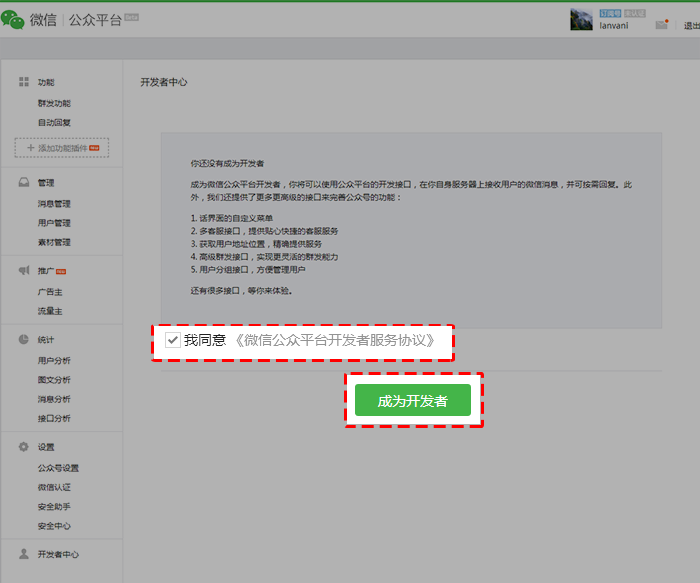 微信 | 公众平台 Beta
订阅号 未认证
lanvani
退出
功能
群发功能
自动回复
+ 添加功能插件
管理
消息管理
用户管理
素材管理
推广
广告主
流量主
统计
用户分析
图文分析
消息分析
接口分析
设置
公众号设置
微信认证
安全助手
安全中心
开发者中心
开发者中心
你还没有成为开发者
成为微信公众平台开发者，你将可以使用公众平台的开发接口，在你自身服务器上接收用户的微信消息，并可按需回复。此
外，我们还提供了更多更高级的接口来完善公众号的功能：
1. 话界面的自定义菜单
2. 多客服接口，提供贴心快捷的客服服务
3. 获取用户地址位置，精确提供服务
4. 高级群发接口，实现更灵活的群发能力
5. 用户分组接口，方便管理用户
还有很多接口，等你来体验。
我同意《微信公众平台开发者服务协议》
成为开发者